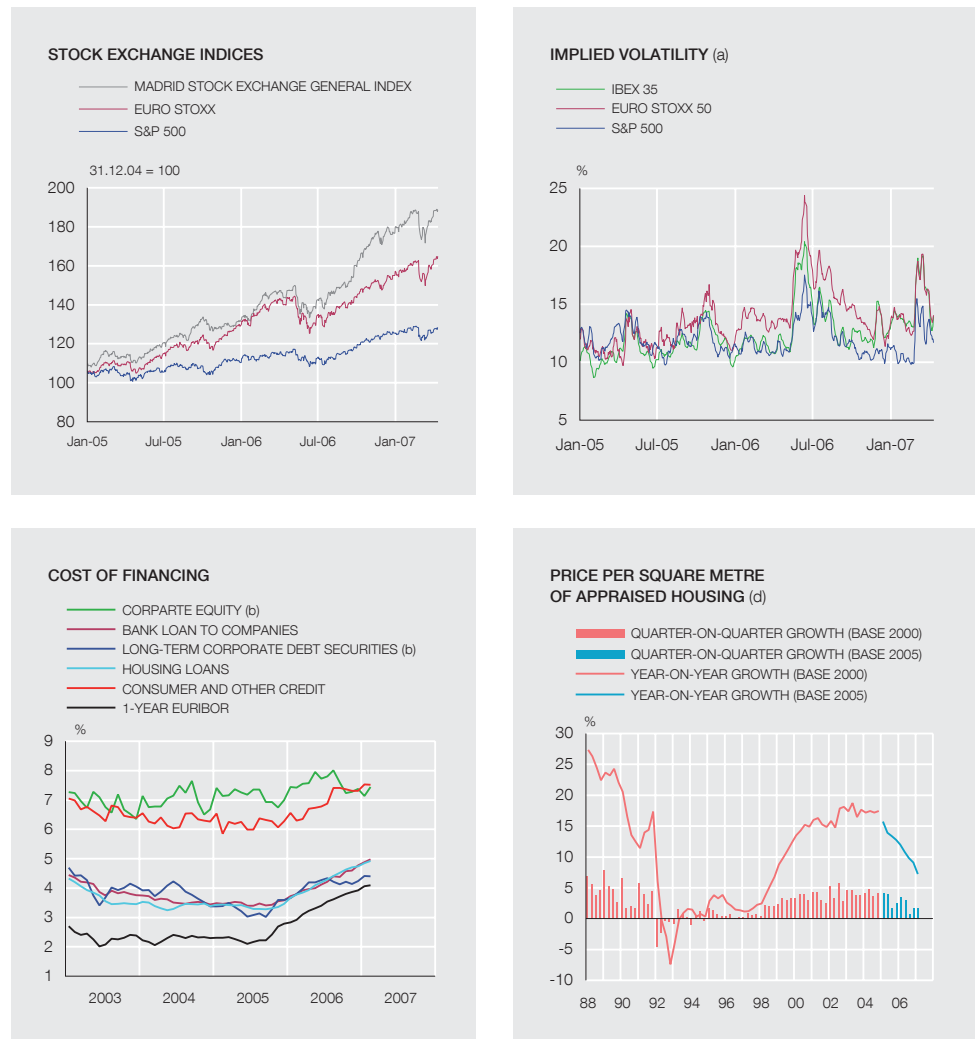 STOCK EXCHANGE INDICES
MADRID STOCK EXCHANGE GENERAL INDEX
EURO STOXX
S&P 500
31.12.04 = 100
200
180
160
140
120
100
80
Jan-05 Jul-05 Jan-06 Jul-06 Jan-07
IMPLIED VOLATILITY (a)
IBEX 35
EURO STOXX 50
S&P 500
%
25
20
15
10
5
Jan-05 Jul-05 Jan-06 Jul-06 Jan-07
COST OF FINANCING
CORPARTE EQUITY (b)
BANK LOAN TO COMPANIES
LONG-TERM CORPORATE DEBT SECURITIES (b)
HOUSING LOANS
CONSUMER AND OTHER CREDIT
1-YEAR EURIBOR
%
9
8
7
6
5
4
3
2
1
2003 2004 2005 2006 2007
PRICE PER SQUARE METRE
OF APPRAISED HOUSING (d)
QUARTER-ON-QUARTER GROWTH (BASE 2000)
QUARTER-ON-QUARTER GROWTH (BASE 2005)
YEAR-ON-YEAR GROWTH (BASE 2000)
YEAR-ON-YEAR GROWTH (BASE 2005)
%
30
25
20
15
10
5
0
-5
-10
88 90 92 94 96 98 00 02 04 06